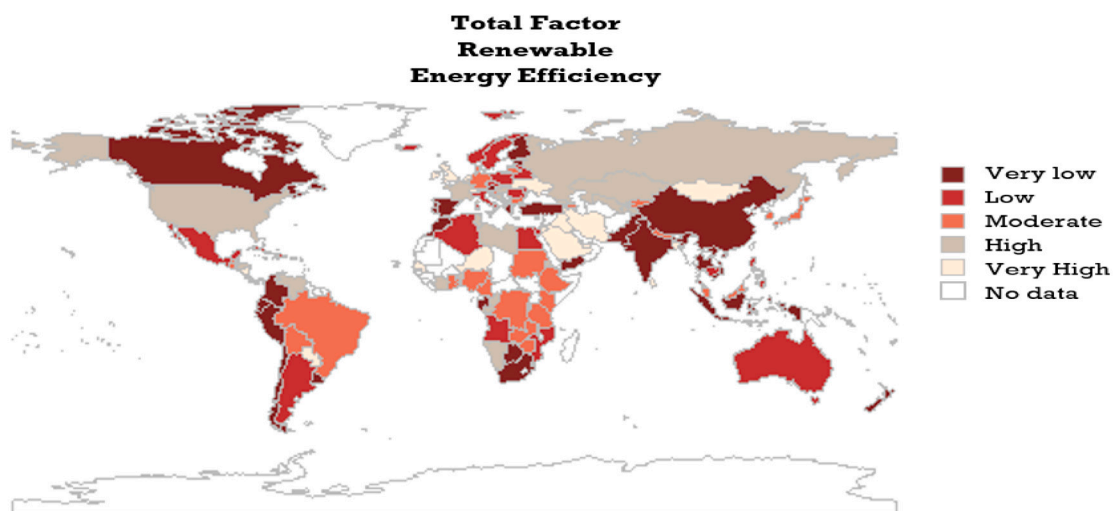 Total Factor
Renewable
Energy Efficiency
Very low
Low
Moderate
High
Very High
No data